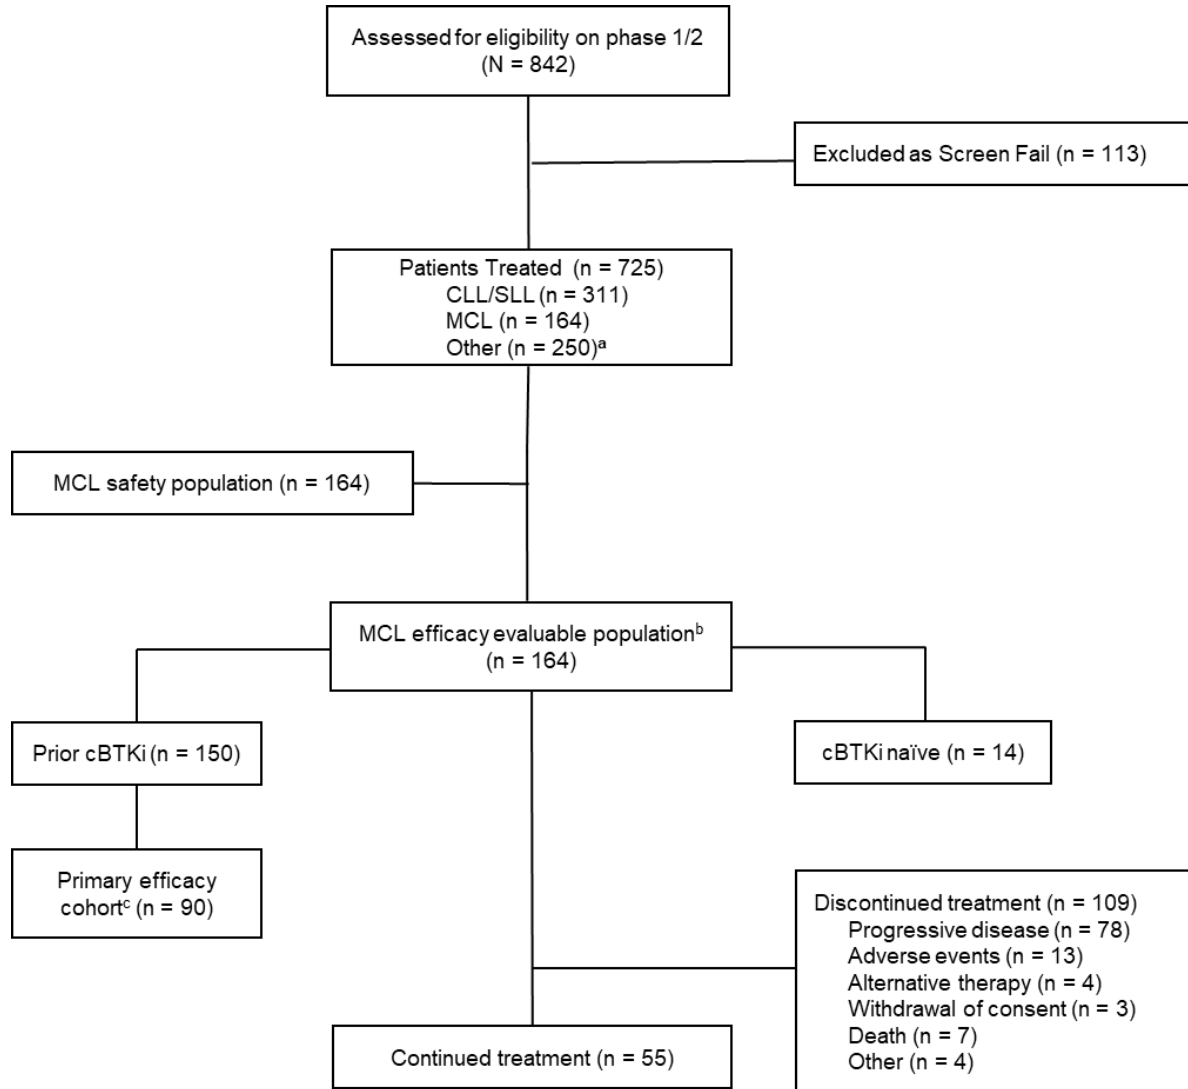 Assessed for eligibility on phase 1/2
(N = 842)
Excluded as Screen Fail (n = 113)
Patients Treated (n = 725)
CLL/SLL (n = 311)
MCL (n = 164)
Other (n = 250)ᵃ
MCL safety population (n = 164)
MCL efficacy evaluable populationᵇ
(n = 164)
Prior cBTKi (n = 150)
cBTKi naïve (n = 14)
Primary efficacy
cohortᶜ (n = 90)
Discontinued treatment (n = 109)
Progressive disease (n = 78)
Adverse events (n = 13)
Alternative therapy (n = 4)
Withdrawal of consent (n = 3)
Death (n = 7)
Other (n = 4)
Continued treatment (n = 55)